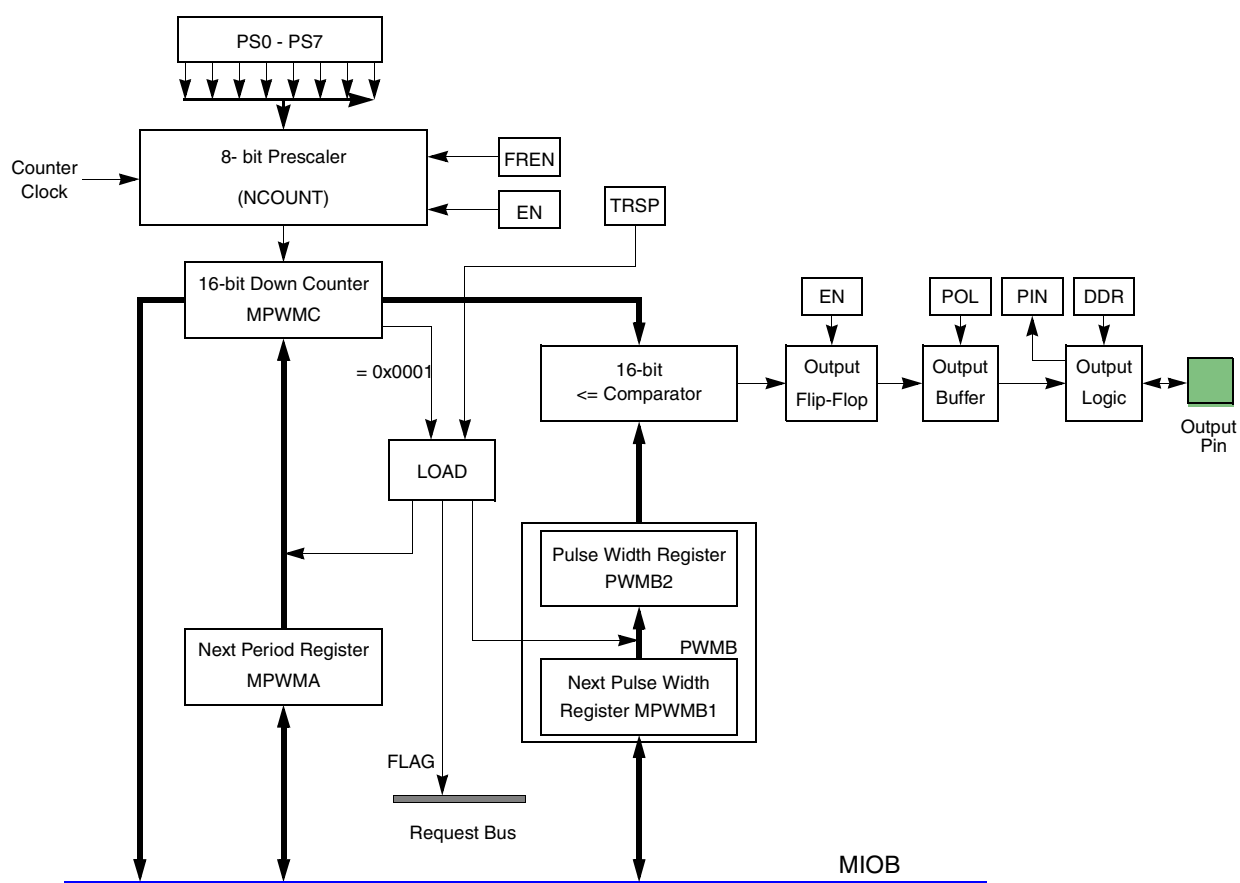 PS0 - PS7
8- bit Prescaler
(NCOUNT)
Counter
Clock
FREN
EN
TRSP
16-bit Down Counter
MPWMC
= 0x0001
EN
POL
PIN
DDR
16-bit
<= Comparator
Output
Flip-Flop
Output
Buffer
Output
Logic
Output
Pin
LOAD
Pulse Width Register
PWMB2
PWMB
Next Period Register
MPWMA
Next Pulse Width
Register MPWMB1
FLAG
Request Bus
MIOB